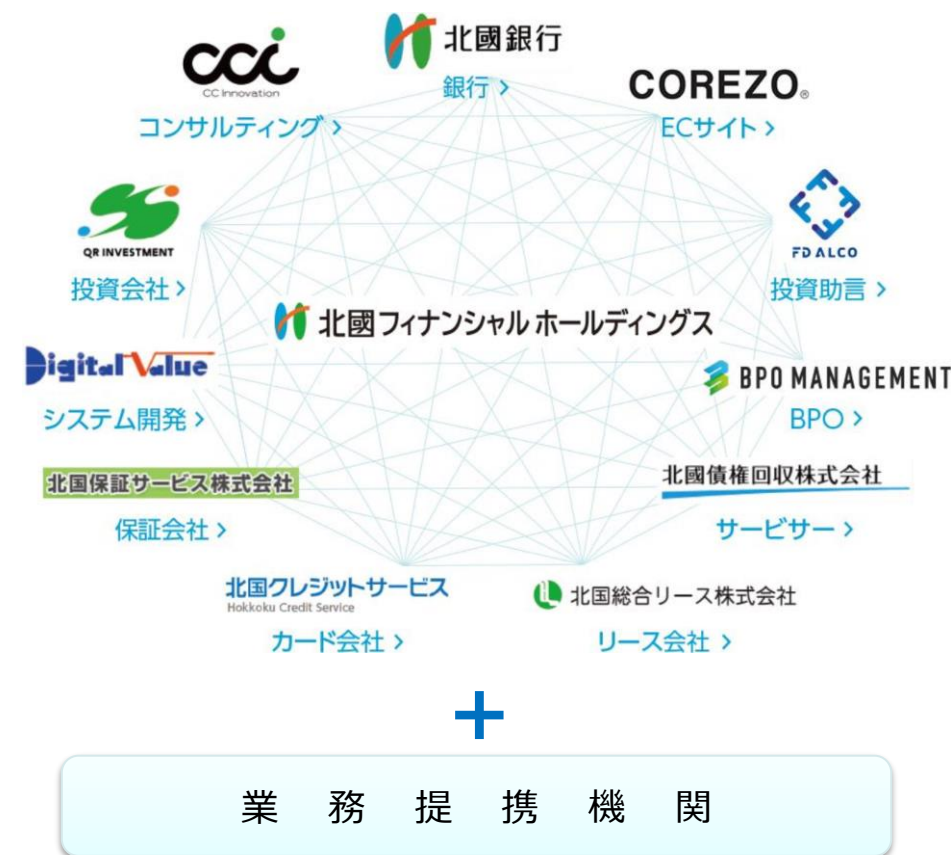 北國銀行
銀行 >
cci
CC Innovation
コンサルティング >
COREZO®
ECサイト >
QR INVESTMENT
投資会社 >
FDALCO
投資助言 >
北國フィナンシャルホールディングス
Digital Value
システム開発 >
BPO MANAGEMENT
BPO >
北国保証サービス株式会社
保証会社 >
北國債権回収株式会社
サービサー >
北国クレジットサービス
Hokkoku Credit Service
カード会社 >
北国総合リース株式会社
リース会社 >
+
業務提携機関